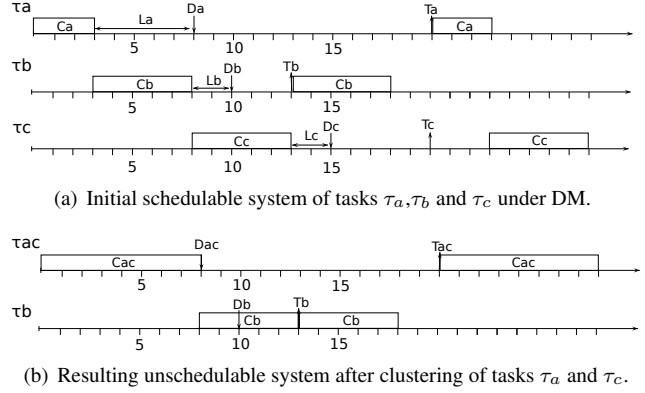 τa
Ca
La
Da
Ta
Ca
5
10
15
τb
Cb
Lb
Db
Tb
Cb
5
10
15
τc
Cc
Lc
Dc
Tc
Cc
5
10
15
(a) Initial schedulable system of tasks τa,τb and τc under DM.
τac
Cac
Dac
Tac
Cac
5
10
15
τb
Db
Cb
Tb
Cb
5
10
15
(b) Resulting unschedulable system after clustering of tasks τa and τc.